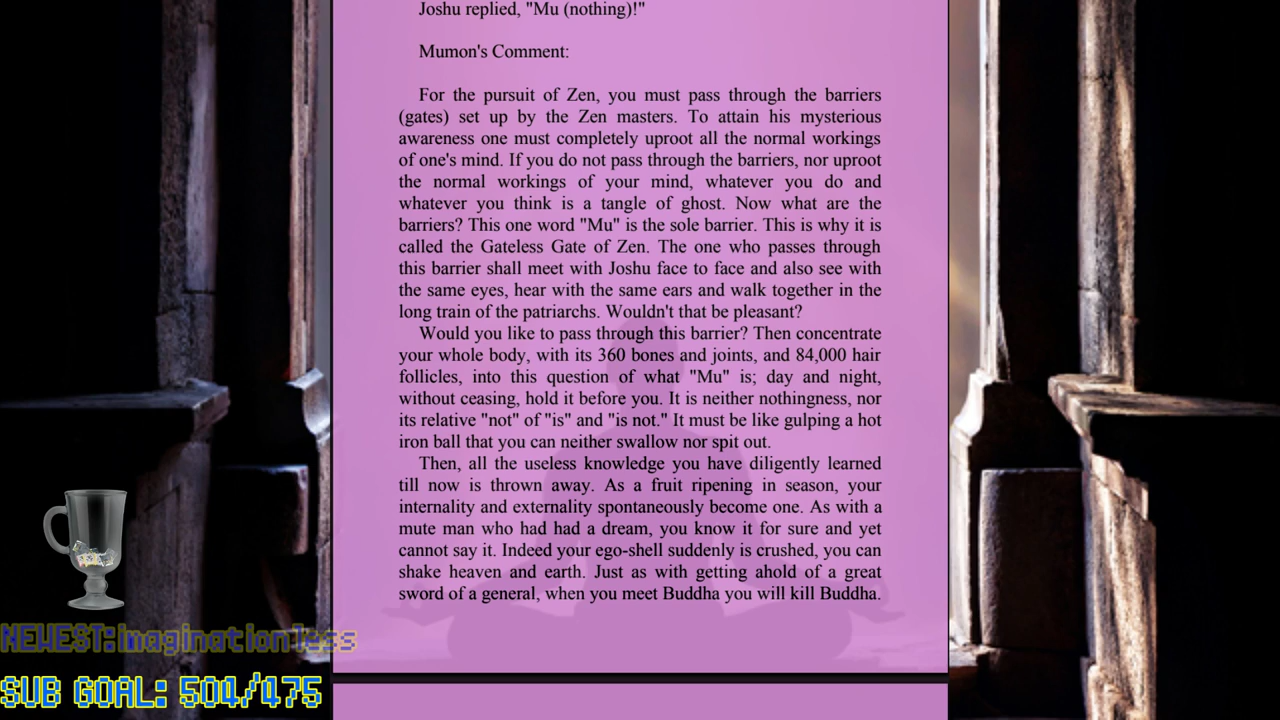 Joshu replied, "Mu (nothing)!"
Mumon's Comment:
For the pursuit of Zen, you must pass through the barriers
(gates) set up by the Zen masters. To attain his mysterious
awareness one must completely uproot all the normal workings
of one's mind. If you do not pass through the barriers, nor uproot
the normal workings of your mind, whatever you do and
whatever you think is a tangle of ghost. Now what are the
barriers? This one word "Mu" is the sole barrier. This is why it is
called the Gateless Gate of Zen. The one who passes through
this barrier shall meet with Joshu face to face and also see with
the same eyes, hear with the same ears and walk together in the
long train of the patriarchs. Wouldn't that be pleasant?
Would you like to pass through this barrier? Then concentrate
your whole body, with its 360 bones and joints, and 84,000 hair
follicles, into this question of what "Mu" is; day and night,
without ceasing, hold it before you. It is neither nothingness, nor
its relative "not" of "is" and "is not." It must be like gulping a hot
iron ball that you can neither swallow nor spit out.
Then, all the useless knowledge you have diligently learned
till now is thrown away. As a fruit ripening in season, your
internality and externality spontaneously become one. As with a
mute man who had had a dream, you know it for sure and yet
cannot say it. Indeed your ego-shell suddenly is crushed, you can
shake heaven and earth. Just as with getting ahold of a great
sword of a general, when you meet Buddha you will kill Buddha.
NEWEST:imaginationless
SUB GOAL: 504/475